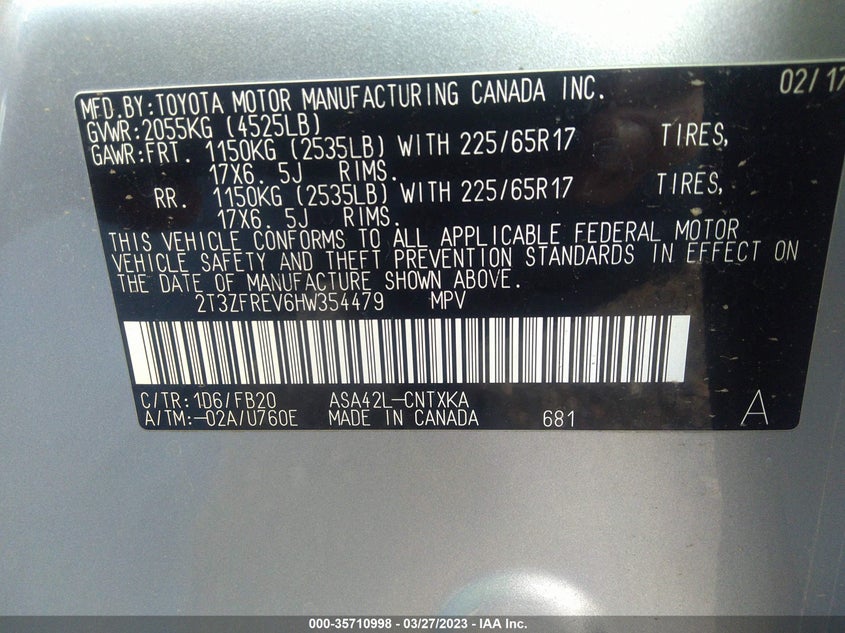 MFD.BY:TOYOTA MOTOR MANUFACTURING CANADA INC. 02/17
GVWR:2055KG (4525LB)
GAWR:FRT. 1150KG (2535LB) WITH 225/65R17 TIRES,
17X6.5J RIMS.
RR. 1150KG (2535LB) WITH 225/65R17 TIRES,
17X6.5J RIMS.
THIS VEHICLE CONFORMS TO ALL APPLICABLE FEDERAL MOTOR
VEHICLE SAFETY AND THEFT PREVENTION STANDARDS IN EFFECT ON
THE DATE OF MANUFACTURE SHOWN ABOVE.
2T3ZFREV6HW354479 MPV
C/TR:1D6/FB20 ASA42L-CNTXKA
A/TM:-02A/U760E MADE IN CANADA 681 A
000-35710998 - 03/27/2023 - IAA Inc.